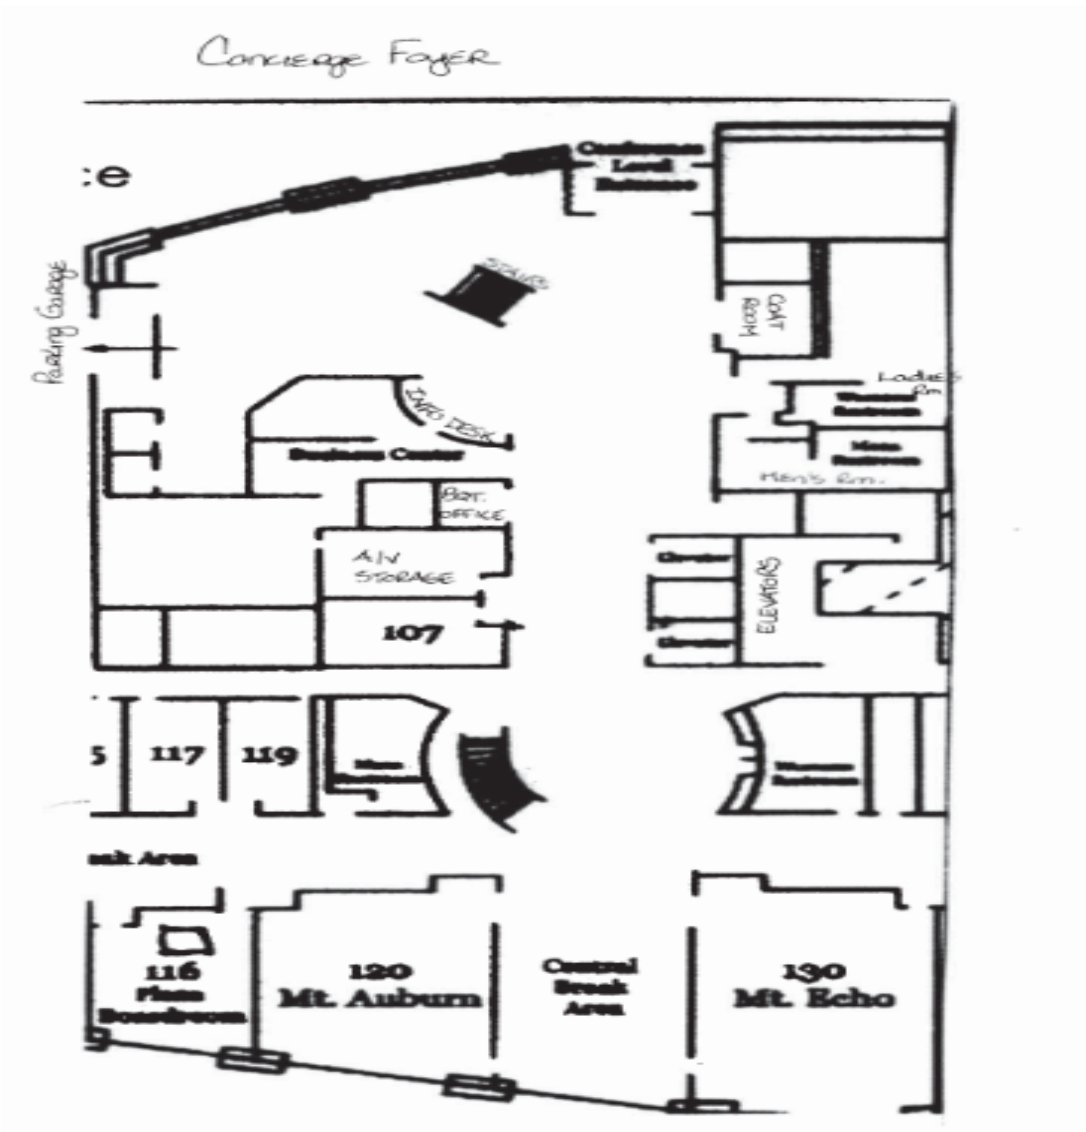 Concierge Foyer
Conference
Level
Entrance
:e
Parking Garage
STAIRS
COAT
ROOM
INFO DESK
Business Center
LADIES
Rm
Womens
Restroom
Mens
Restroom
MEN'S Rm.
OFFICE
A/V
STORAGE
107
Elevator
ELEVATORS
Elevator
5
117
119
Mens
Restroom
Womens
Restroom
eak Area
116
Plaza
Boardroom
120
Mt. Auburn
Central
Break
Area
130
Mt. Echo